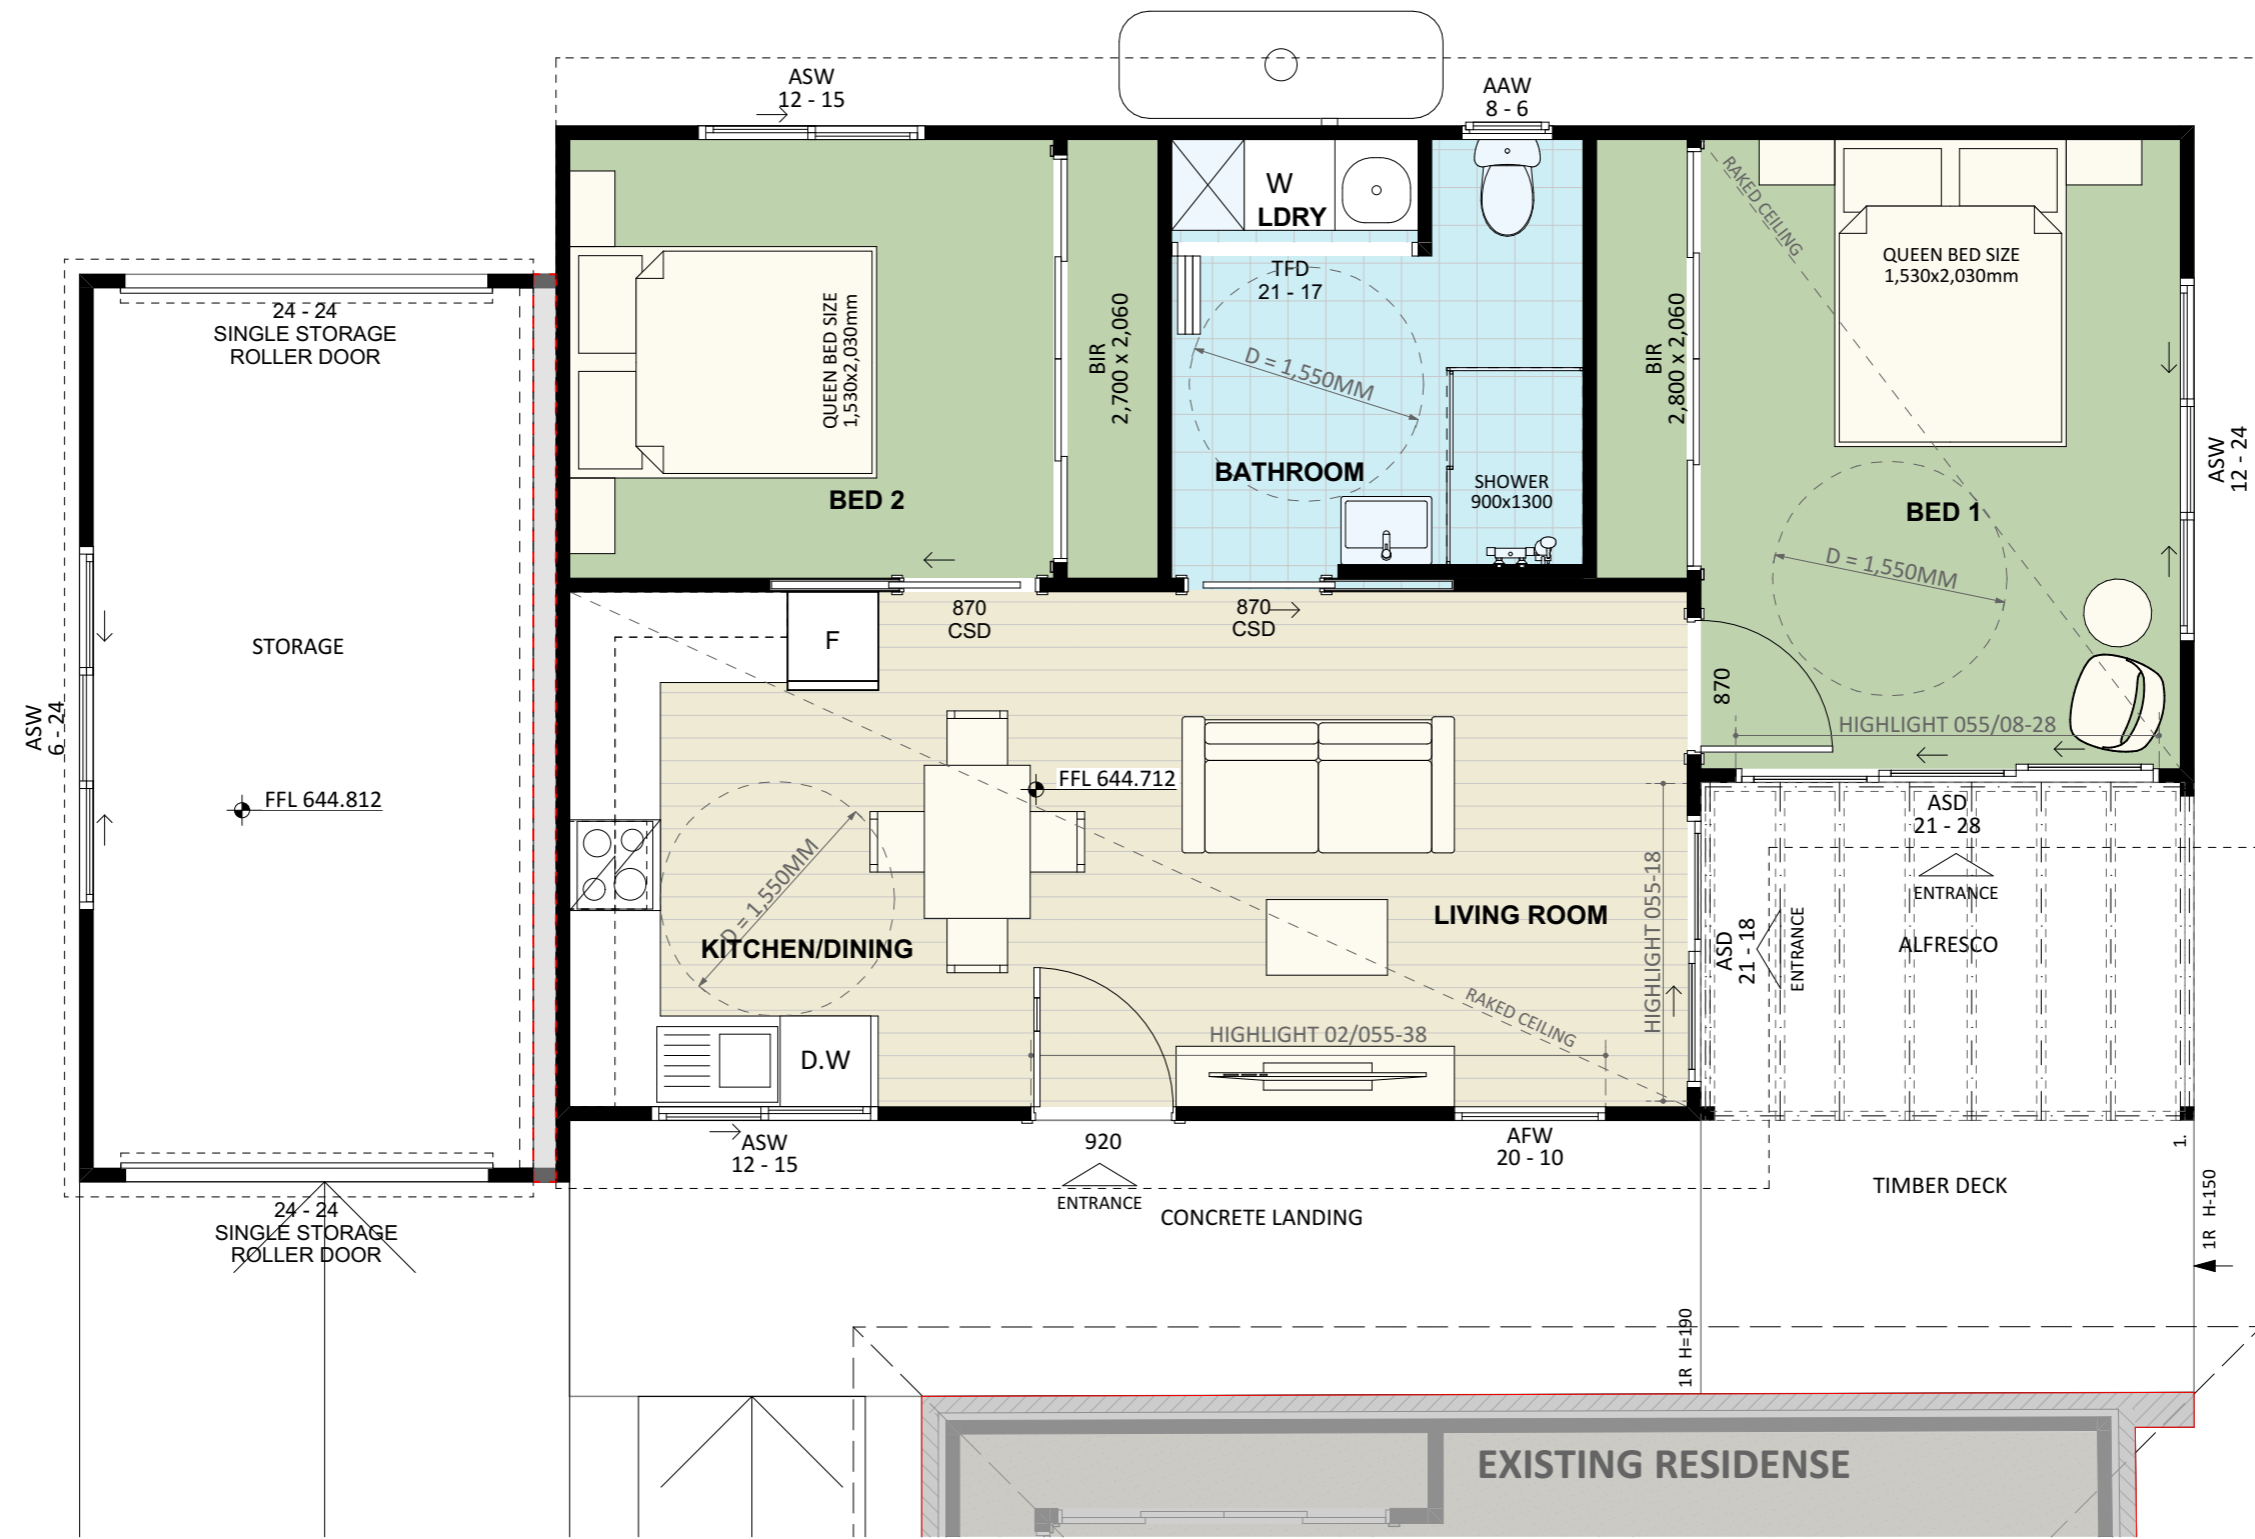 ASW
12 - 15
AAW
8 - 6
W
LDRY
TFD
21 - 17
RAKED CEILING
QUEEN BED SIZE
1,530x2,030mm
24 - 24
SINGLE STORAGE
ROLLER DOOR
QUEEN BED SIZE
1,530x2,030mm
BIR
2,700 x 2,060
D = 1,550MM
BIR
2,800 x 2,060
BATHROOM
SHOWER
900x1300
BED 2
BED 1
ASW
12 - 24
D = 1,550MM
870
CSD
870
CSD
F
STORAGE
870
HIGHLIGHT 055/08-28
ASW
6 - 24
FFL 644.812
FFL 644.712
D = 1,550MM
KITCHEN/DINING
LIVING ROOM
HIGHLIGHT 055-18
ASD
21 - 18
ENTRANCE
ASD
21 - 28
ENTRANCE
ALFRESCO
RAKED CEILING
HIGHLIGHT 02/055-38
D.W
ASW
12 - 15
920
ENTRANCE
AFW
20 - 10
1.
TIMBER DECK
CONCRETE LANDING
24 - 24
SINGLE STORAGE
ROLLER DOOR
1R H-150
1R H=190
EXISTING RESIDENSE